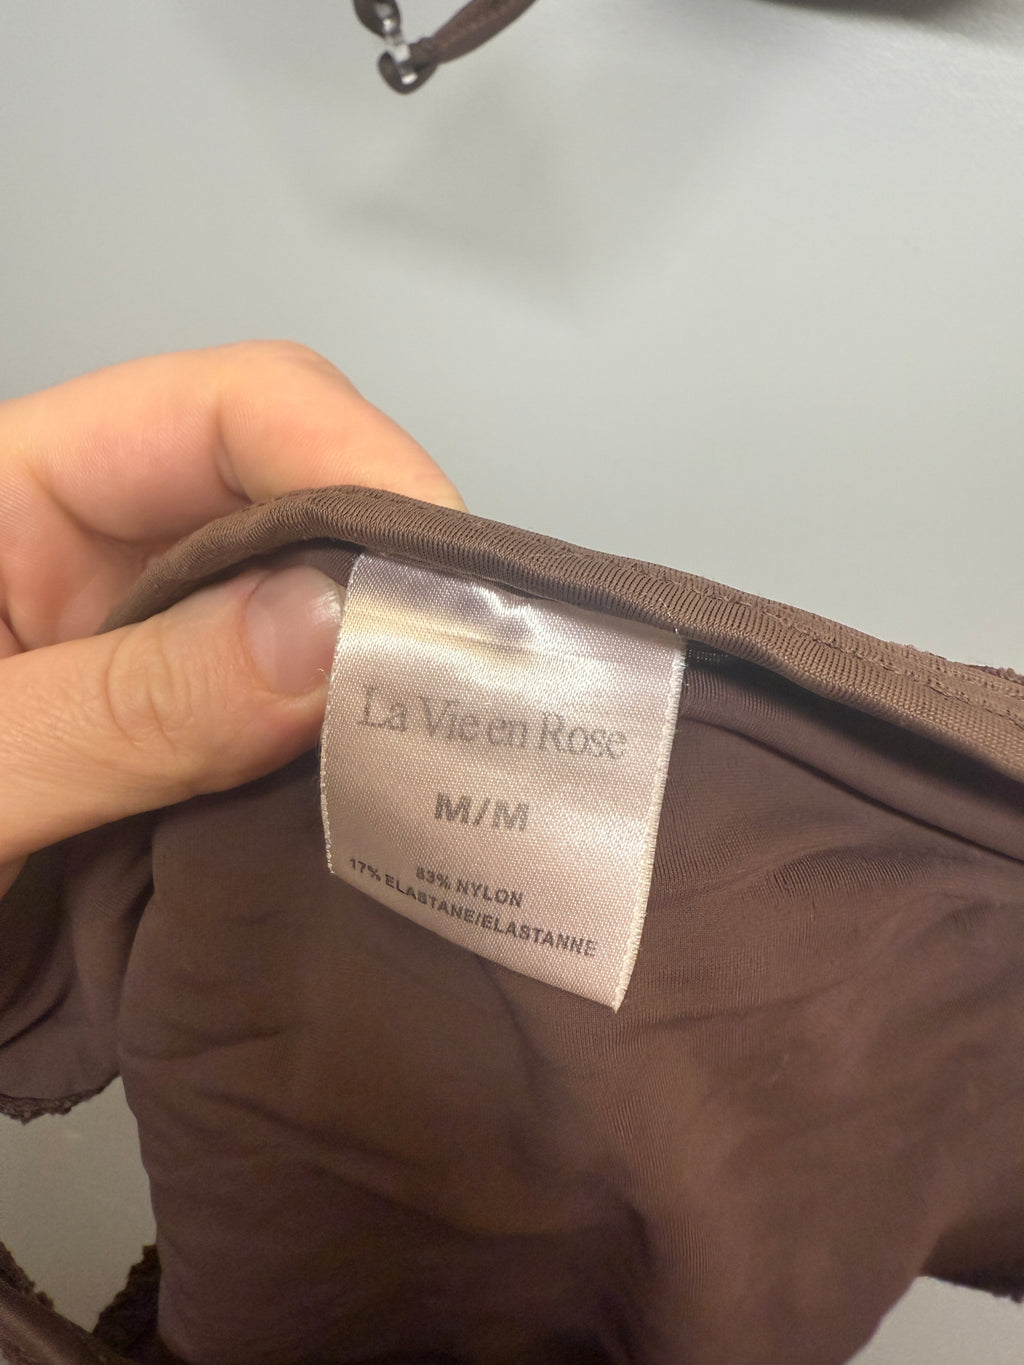 La Vie en Rose
M/M
83% NYLON
17% ELASTANE/ELASTANNE